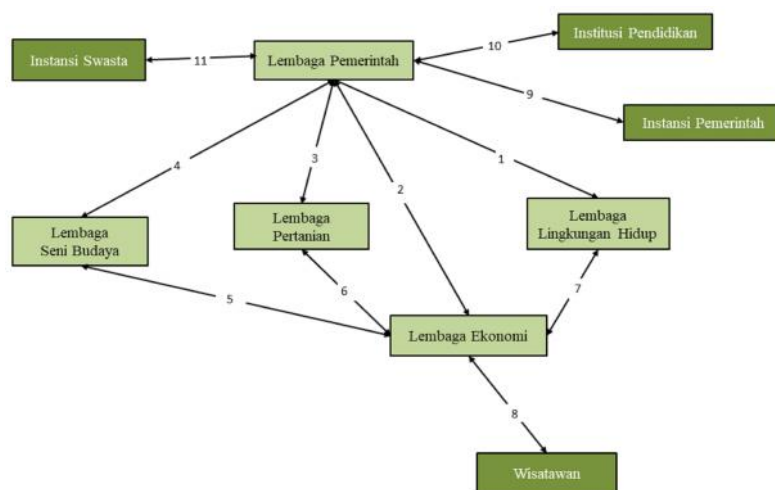 Institusi Pendidikan
10
Instansi Swasta
11
Lembaga Pemerintah
9
Instansi Pemerintah
4
3
2
1
Lembaga
Seni Budaya
Lembaga
Pertanian
Lembaga
Lingkungan Hidup
5
6
7
Lembaga Ekonomi
8
Wisatawan